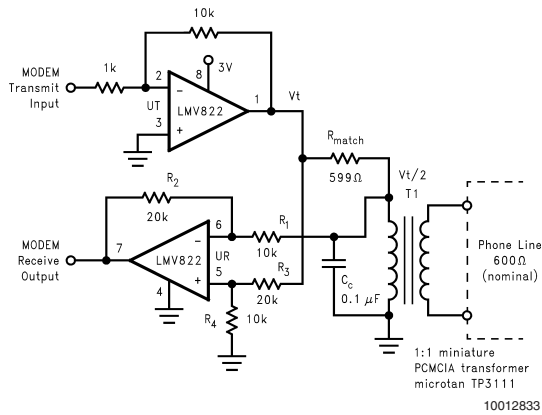 10k
1k
MODEM
Transmit
Input
2
8
3V
−
UT
LMV822
1
Vt
3
+
Rmatch
599Ω
Vt/2
T1
R2
20k
6
R1
−
10k
MODEM
Receive
Output
7
LMV822
UR
5
R3
+
20k
4
R4
10k
Cc
0.1 µF
Phone Line
600Ω
(nominal)
1:1 miniature
PCMCIA transformer
microtan TP3111
10012833